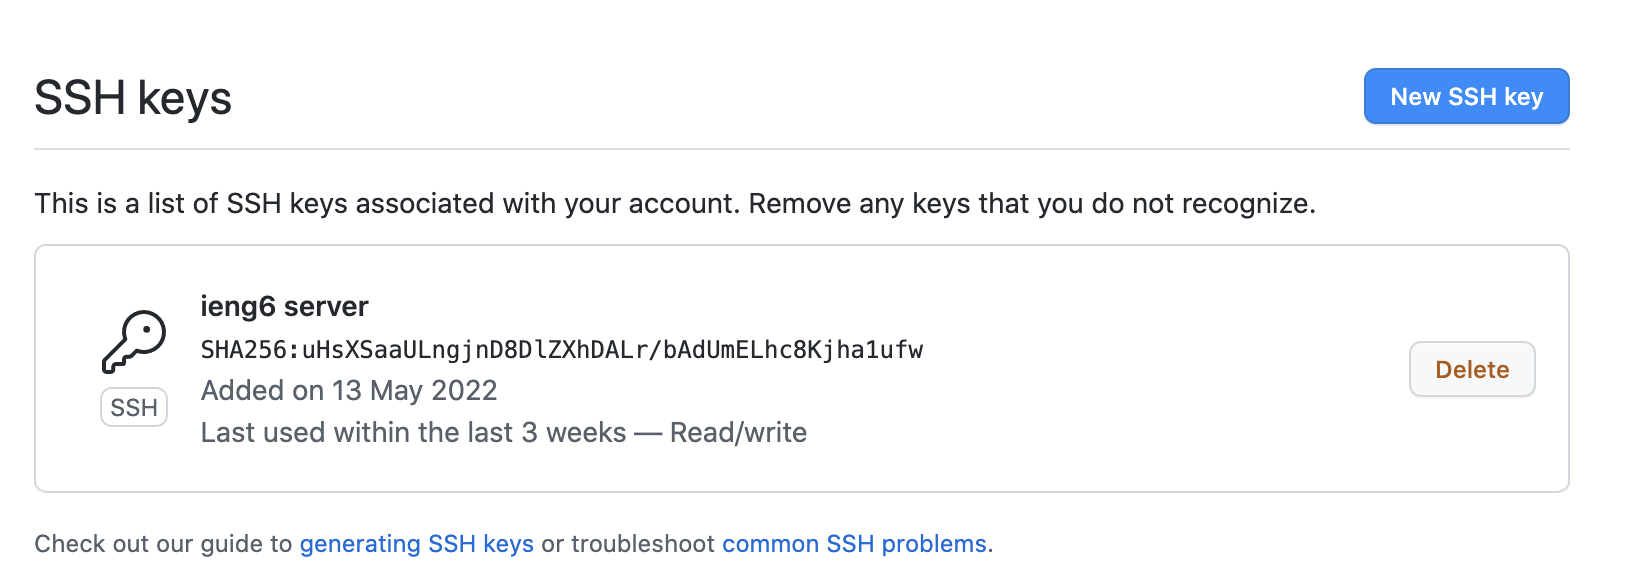 SSH keys
New SSH key
This is a list of SSH keys associated with your account. Remove any keys that you do not recognize.
ieng6 server
SHA256:uHsXSaaULngjnD8DlZXhDALr/bAdUmELhc8Kjha1ufw
Added on 13 May 2022
Last used within the last 3 weeks — Read/write
SSH
Delete
Check out our guide to generating SSH keys or troubleshoot common SSH problems.